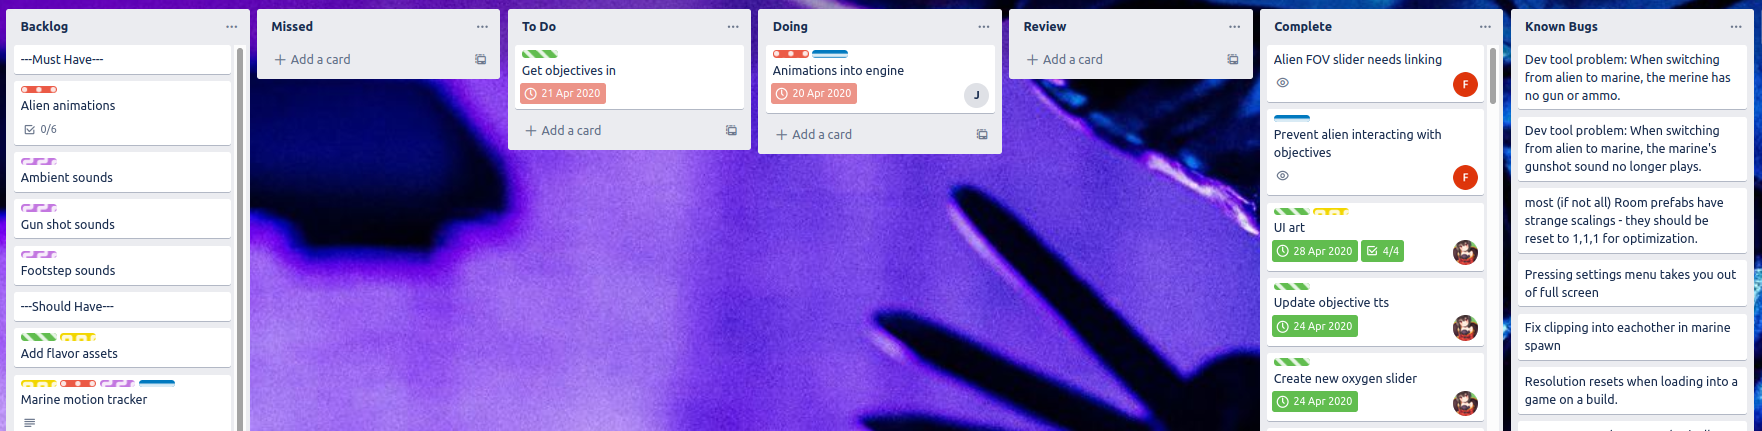 Backlog
---Must Have---
Alien animations
0/6
Ambient sounds
Gun shot sounds
Footstep sounds
---Should Have---
Add flavor assets
Marine motion tracker
Missed
Add a card
To Do
Get objectives in
21 Apr 2020
Add a card
Doing
Animations into engine
20 Apr 2020
J
Add a card
Review
Add a card
Complete
Alien FOV slider needs linking
F
Prevent alien interacting with
objectives
F
UI art
28 Apr 2020
4/4
Update objective tts
24 Apr 2020
Create new oxygen slider
24 Apr 2020
Known Bugs
Dev tool problem: When switching
from alien to marine, the merine has
no gun or ammo.
Dev tool problem: When switching
from alien to marine, the marine's
gunshot sound no longer plays.
most (if not all) Room prefabs have
strange scalings - they should be
reset to 1,1,1 for optimization.
Pressing settings menu takes you out
of full screen
Fix clipping into eachother in marine
spawn
Resolution resets when loading into a
game on a build.